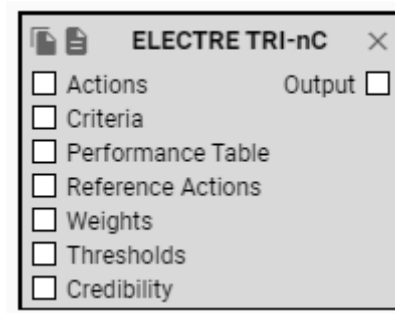 ELECTRE TRI-nC
Actions Output
Criteria
Performance Table
Reference Actions
Weights
Thresholds
Credibility